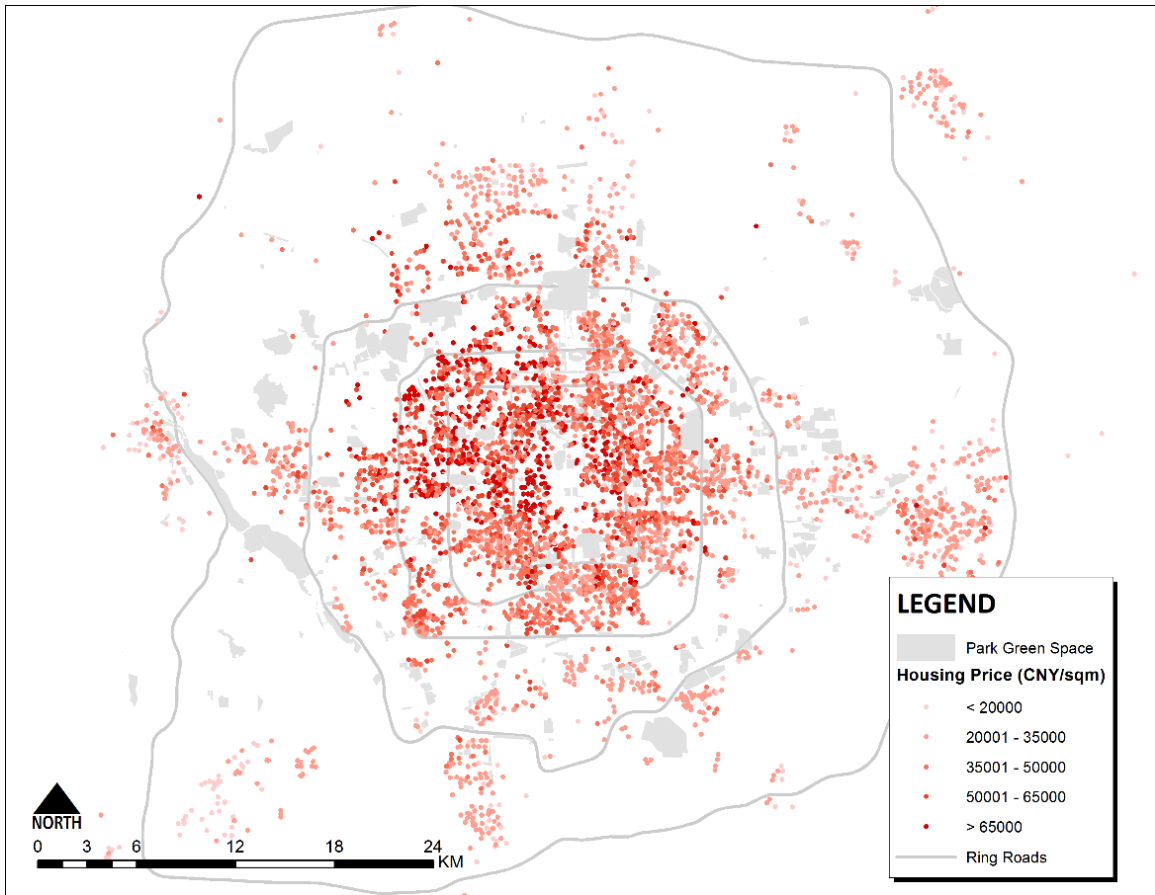 LEGEND
Park Green Space
Housing Price (CNY/sqm)
< 20000
20001 - 35000
35001 - 50000
50001 - 65000
> 65000
Ring Roads
NORTH
0 3 6 12 18 24
KM